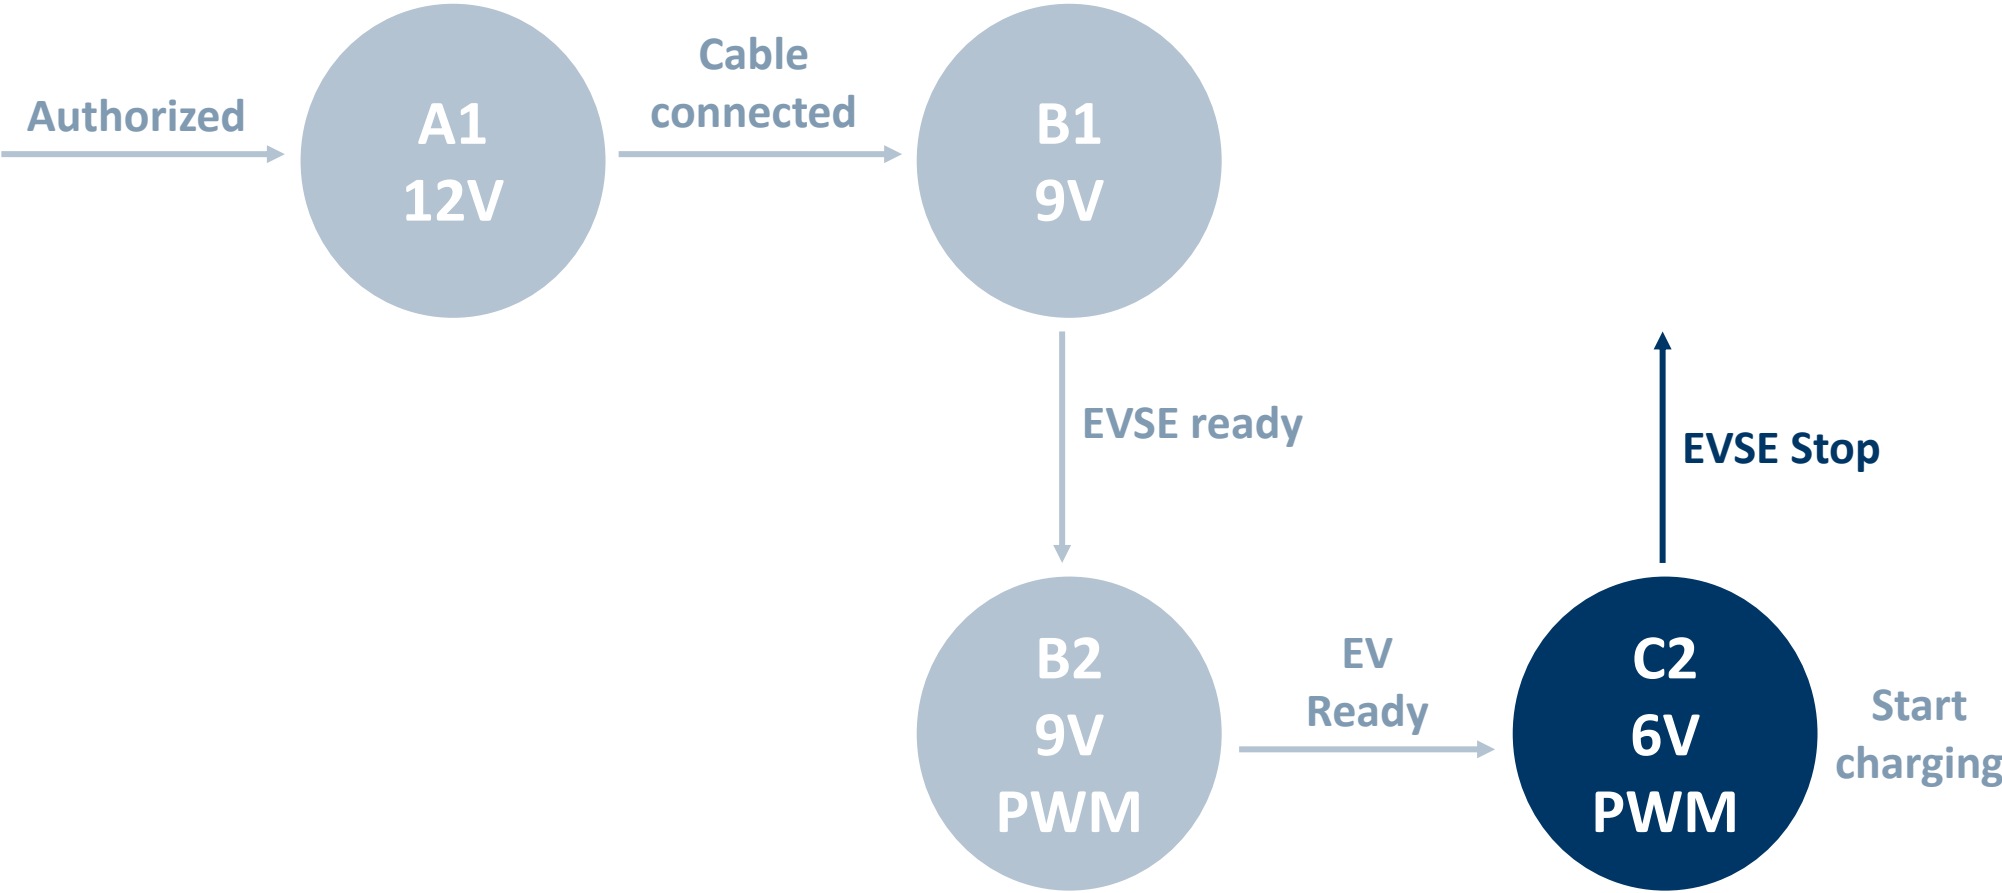 Authorized
A1
12V
Cable
connected
B1
9V
EVSE ready
EVSE Stop
B2
9V
PWM
EV
Ready
C2
6V
PWM
Start
charging